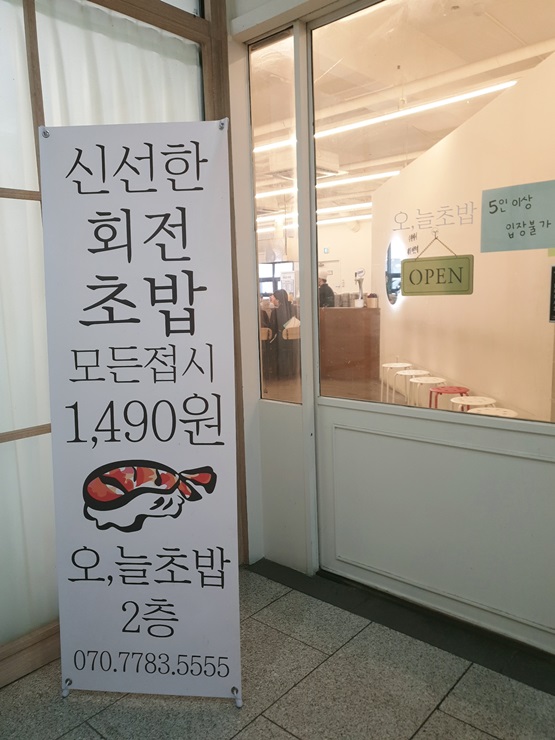 신선한
회전
초밥
모든접시
1,490원
오,늘초밥
2층
070.7783.5555
오,늘초밥
OPEN
5인 이상
입장불가